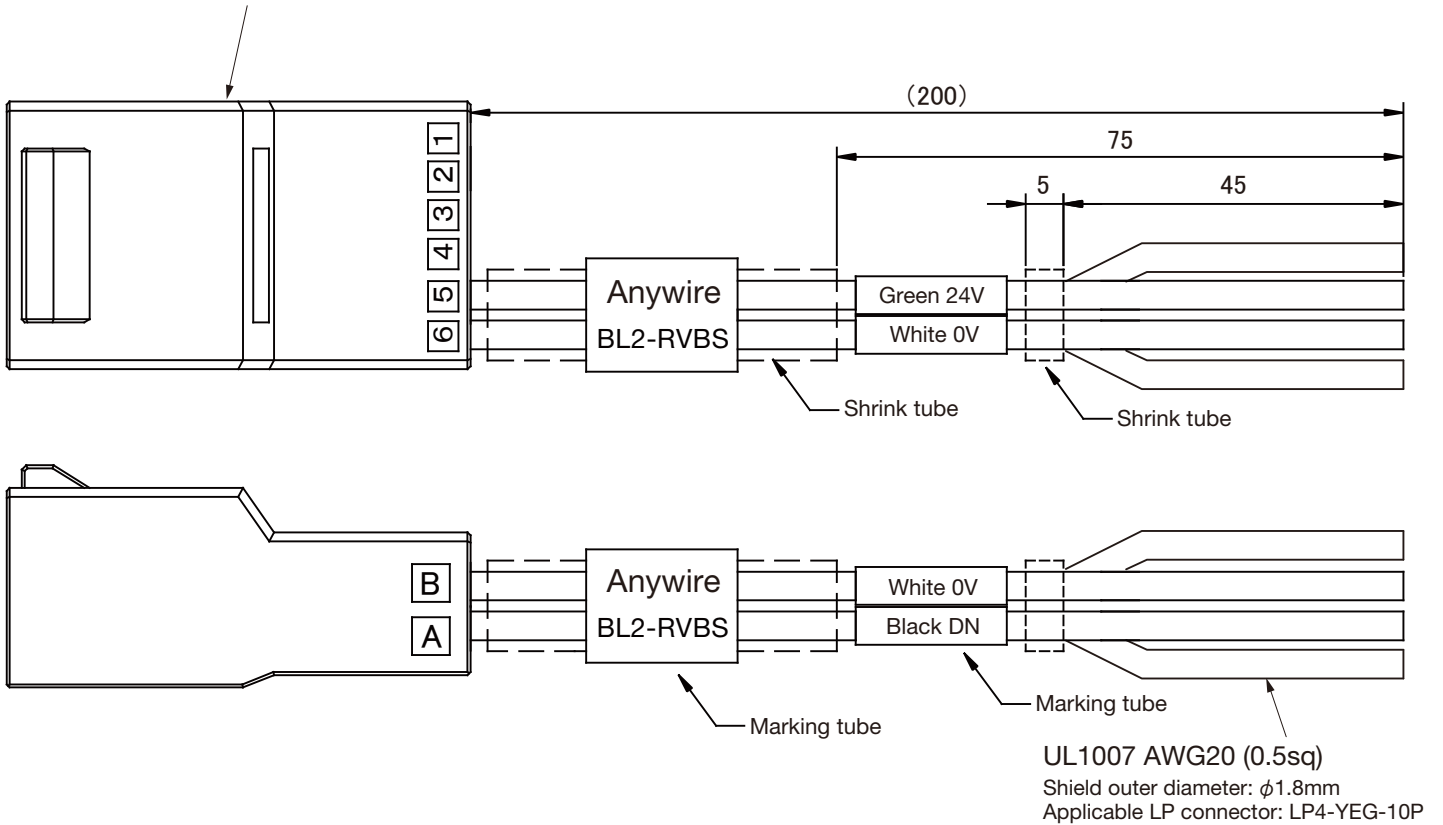 (200)
75
5
45
1
2
3
4
5
6
Anywire
BL2-RVBS
Green 24V
White 0V
Shrink tube
Shrink tube
B
A
Anywire
BL2-RVBS
White 0V
Black DN
Marking tube
Marking tube
UL1007 AWG20 (0.5sq)
Shield outer diameter: ϕ1.8mm
Applicable LP connector: LP4-YEG-10P